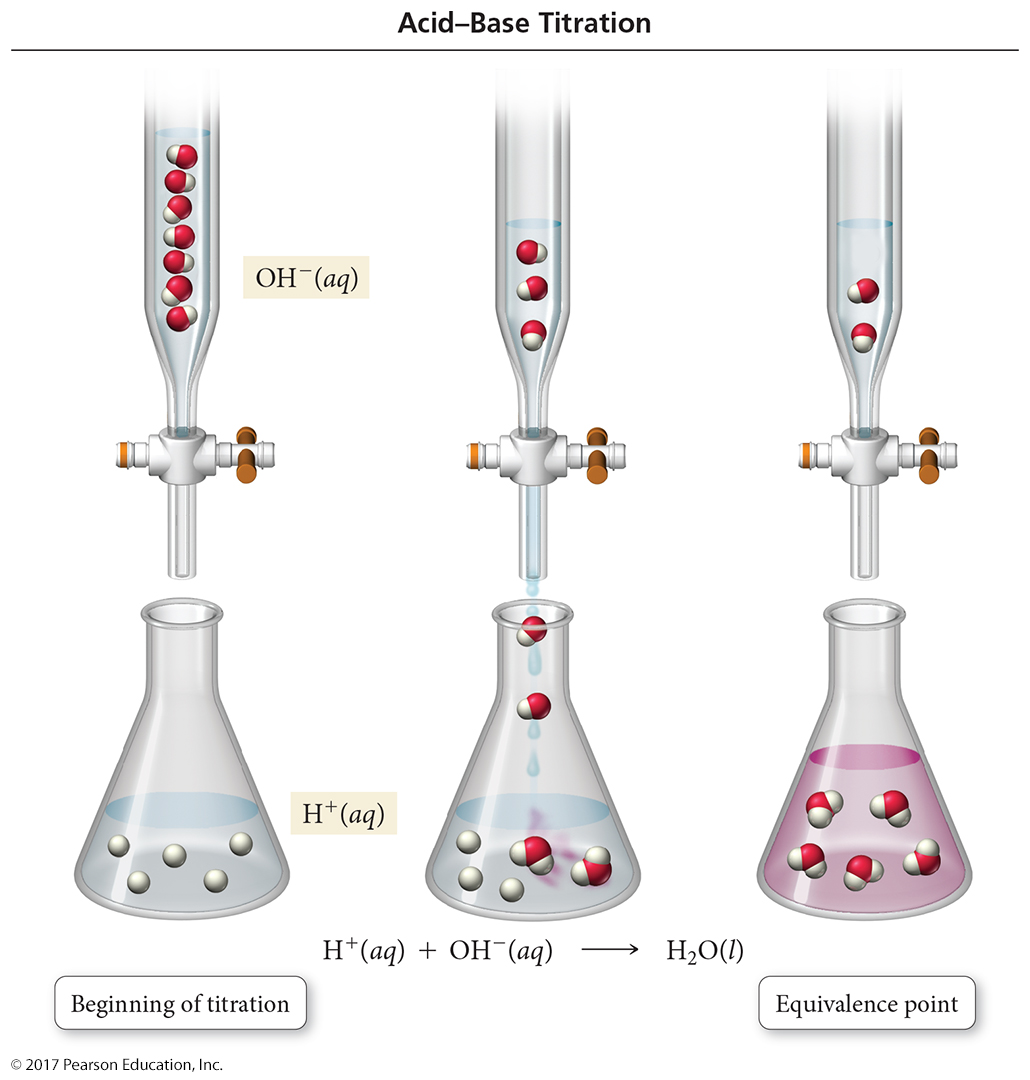 Acid–Base Titration
OH⁻(aq)
H⁺(aq)
H⁺(aq) + OH⁻(aq) ⟶ H₂O(l)
Beginning of titration
Equivalence point
© 2017 Pearson Education, Inc.